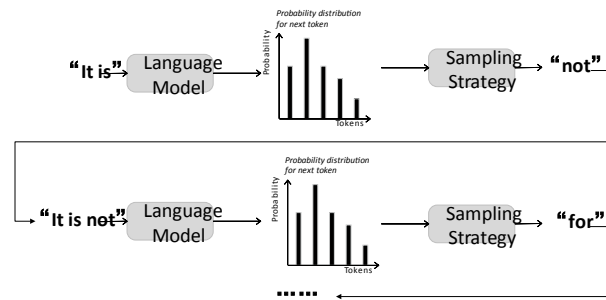 Probability distribution
for next token
“It is”
Language
Model
Probability
Tokens
Sampling
Strategy
“not”
Probability distribution
for next token
“It is not”
Language
Model
Probability
Tokens
Sampling
Strategy
“for”
……